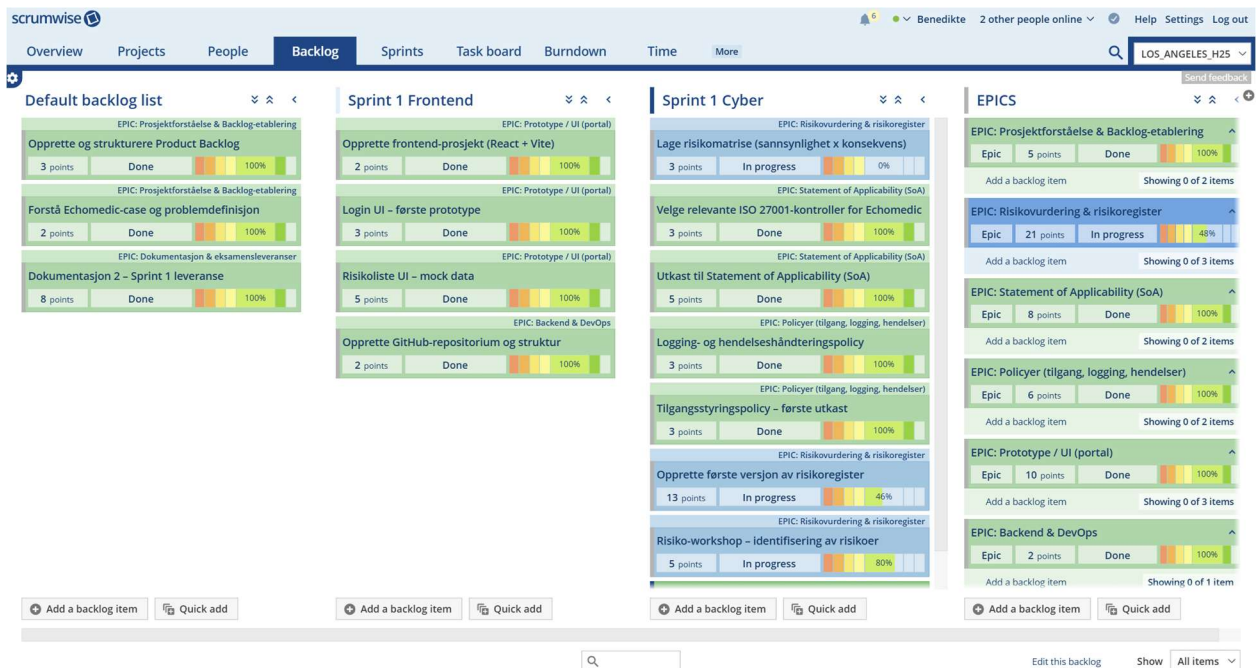 scrumwise
6 Benedikte 2 other people online Help Settings Log out
Overview Projects People Backlog Sprints Task board Burndown Time More LOS_ANGELES_H25
Send feedback
Default backlog list
EPIC: Prosjektforståelse & Backlog-etablering
Opprette og strukturere Product Backlog
3 points Done 100%
EPIC: Prosjektforståelse & Backlog-etablering
Forstå Echomedic-case og problemdefinisjon
2 points Done 100%
EPIC: Dokumentasjon & eksamensleveranser
Dokumentasjon 2 – Sprint 1 leveranse
8 points Done 100%
Add a backlog item Quick add
Sprint 1 Frontend
EPIC: Prototype / UI (portal)
Opprette frontend-prosjekt (React + Vite)
2 points Done 100%
EPIC: Prototype / UI (portal)
Login UI – første prototype
3 points Done 100%
EPIC: Prototype / UI (portal)
Risikoliste UI – mock data
5 points Done 100%
EPIC: Backend & DevOps
Opprette GitHub-repositorium og struktur
2 points Done 100%
Add a backlog item Quick add
Sprint 1 Cyber
EPIC: Risikovurdering & risikoregister
Lage risikomatrise (sannsynlighet x konsekvens)
3 points In progress 0%
EPIC: Statement of Applicability (SoA)
Velge relevante ISO 27001-kontroller for Echomedic
3 points Done 100%
EPIC: Statement of Applicability (SoA)
Utkast til Statement of Applicability (SoA)
5 points Done 100%
EPIC: Policyer (tilgang, logging, hendelser)
Logging- og hendelseshåndteringspolicy
3 points Done 100%
EPIC: Policyer (tilgang, logging, hendelser)
Tilgangsstyringspolicy – første utkast
3 points Done 100%
EPIC: Risikovurdering & risikoregister
Opprette første versjon av risikoregister
13 points In progress 46%
EPIC: Risikovurdering & risikoregister
Risiko-workshop – identifisering av risikoer
5 points In progress 80%
Add a backlog item Quick add
EPICS
EPIC: Prosjektforståelse & Backlog-etablering
Epic 5 points Done 100%
Add a backlog item Showing 0 of 2 items
EPIC: Risikovurdering & risikoregister
Epic 21 points In progress 48%
Add a backlog item Showing 0 of 3 items
EPIC: Statement of Applicability (SoA)
Epic 8 points Done 100%
Add a backlog item Showing 0 of 2 items
EPIC: Policyer (tilgang, logging, hendelser)
Epic 6 points Done 100%
Add a backlog item Showing 0 of 2 items
EPIC: Prototype / UI (portal)
Epic 10 points Done 100%
Add a backlog item Showing 0 of 3 items
EPIC: Backend & DevOps
Epic 2 points Done 100%
Add a backlog item Showing 0 of 1 item
Add a backlog item Quick add
Edit this backlog Show All items